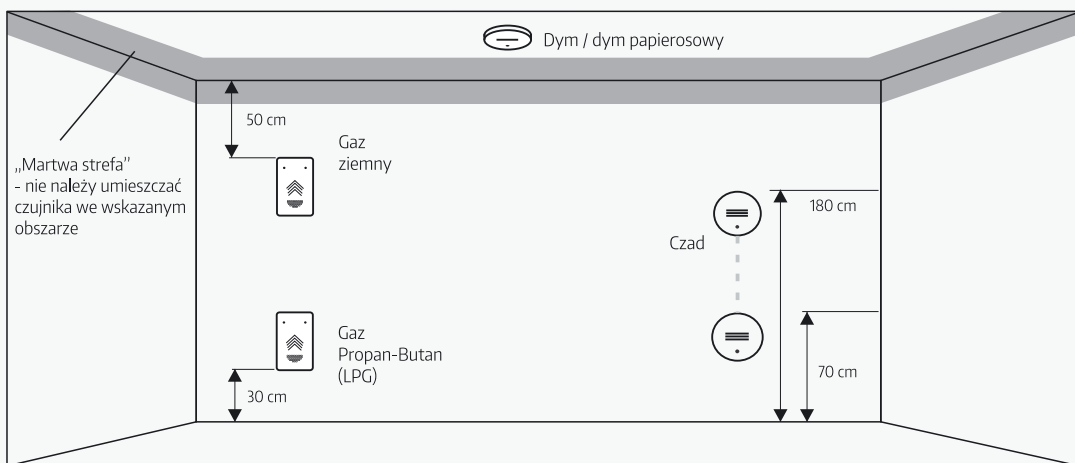 Dym / dym papierosowy
50 cm
„Martwa strefa”
- nie należy umieszczać
czujnika we wskazanym
obszarze
Gaz
ziemny
180 cm
Czad
Gaz
Propan-Butan
(LPG)
70 cm
30 cm